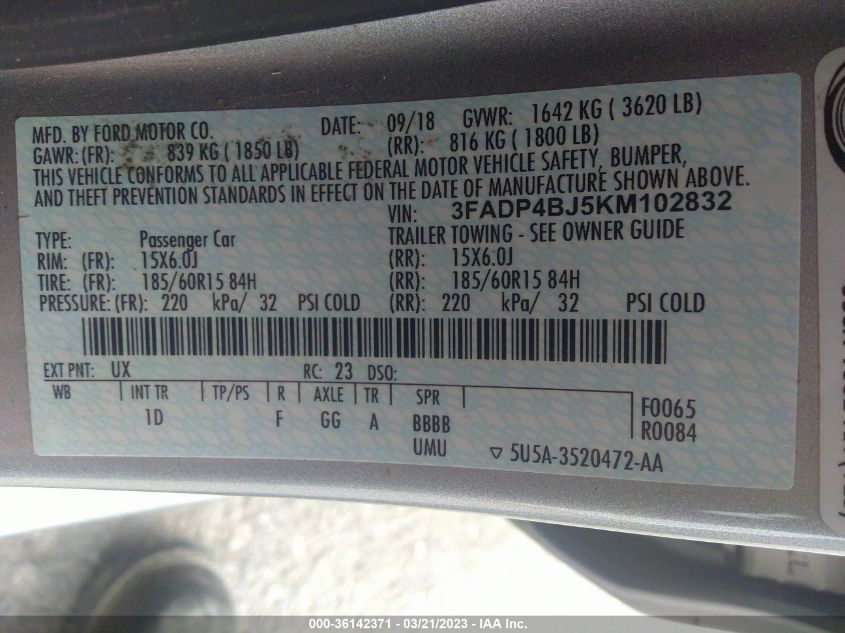 MFD. BY FORD MOTOR CO. DATE: 09/18 GVWR: 1642 KG ( 3620 LB)
GAWR: (FR): 839 KG ( 1850 LB) (RR): 816 KG ( 1800 LB)
THIS VEHICLE CONFORMS TO ALL APPLICABLE FEDERAL MOTOR VEHICLE SAFETY, BUMPER,
AND THEFT PREVENTION STANDARDS IN EFFECT ON THE DATE OF MANUFACTURE SHOWN ABOVE.
VIN: 3FADP4BJ5KM102832
TYPE: Passenger Car TRAILER TOWING - SEE OWNER GUIDE
RIM: (FR): 15X6.0J (RR): 15X6.0J
TIRE: (FR): 185/60R15 84H (RR): 185/60R15 84H
PRESSURE: (FR): 220 kPa/ 32 PSI COLD (RR): 220 kPa/ 32 PSI COLD
EXT PNT: UX RC: 23 DSO:
WB INT TR TP/PS R AXLE TR SPR
1D F GG A BBBB
UMU
F0065
R0084
▽ 5U5A-3520472-AA
000-36142371 - 03/21/2023 - IAA Inc.